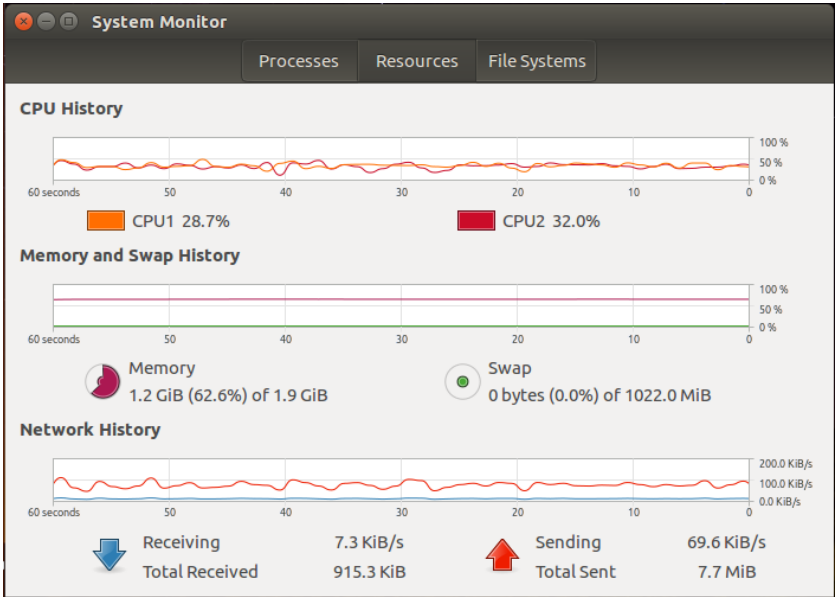 System Monitor
Processes Resources File Systems
CPU History
100 %
50 %
0 %
60 seconds 50 40 30 20 10 0
CPU1 28.7% CPU2 32.0%
Memory and Swap History
100 %
50 %
0 %
60 seconds 50 40 30 20 10 0
Memory Swap
1.2 GiB (62.6%) of 1.9 GiB 0 bytes (0.0%) of 1022.0 MiB
Network History
200.0 KiB/s
100.0 KiB/s
0.0 KiB/s
60 seconds 50 40 30 20 10 0
Receiving 7.3 KiB/s Sending 69.6 KiB/s
Total Received 915.3 KiB Total Sent 7.7 MiB